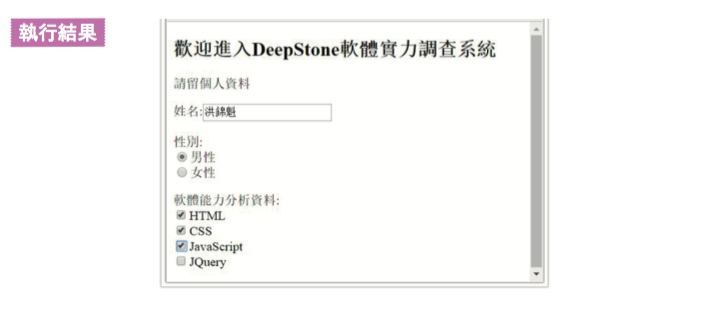 執行結果
歡迎進入DeepStone軟體實力調查系統
請留個人資料
姓名:洪錦魁
性別:
男性
女性
軟體能力分析資料:
HTML
CSS
JavaScript
JQuery